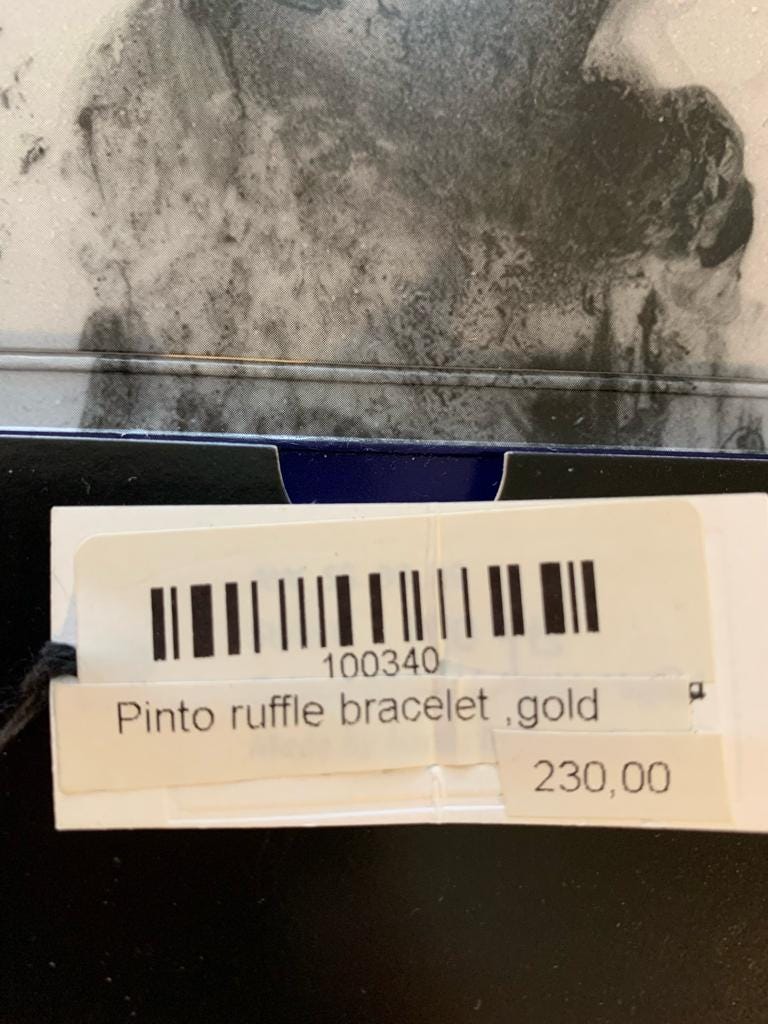 100340
Pinto ruffle bracelet ,gold
230,00